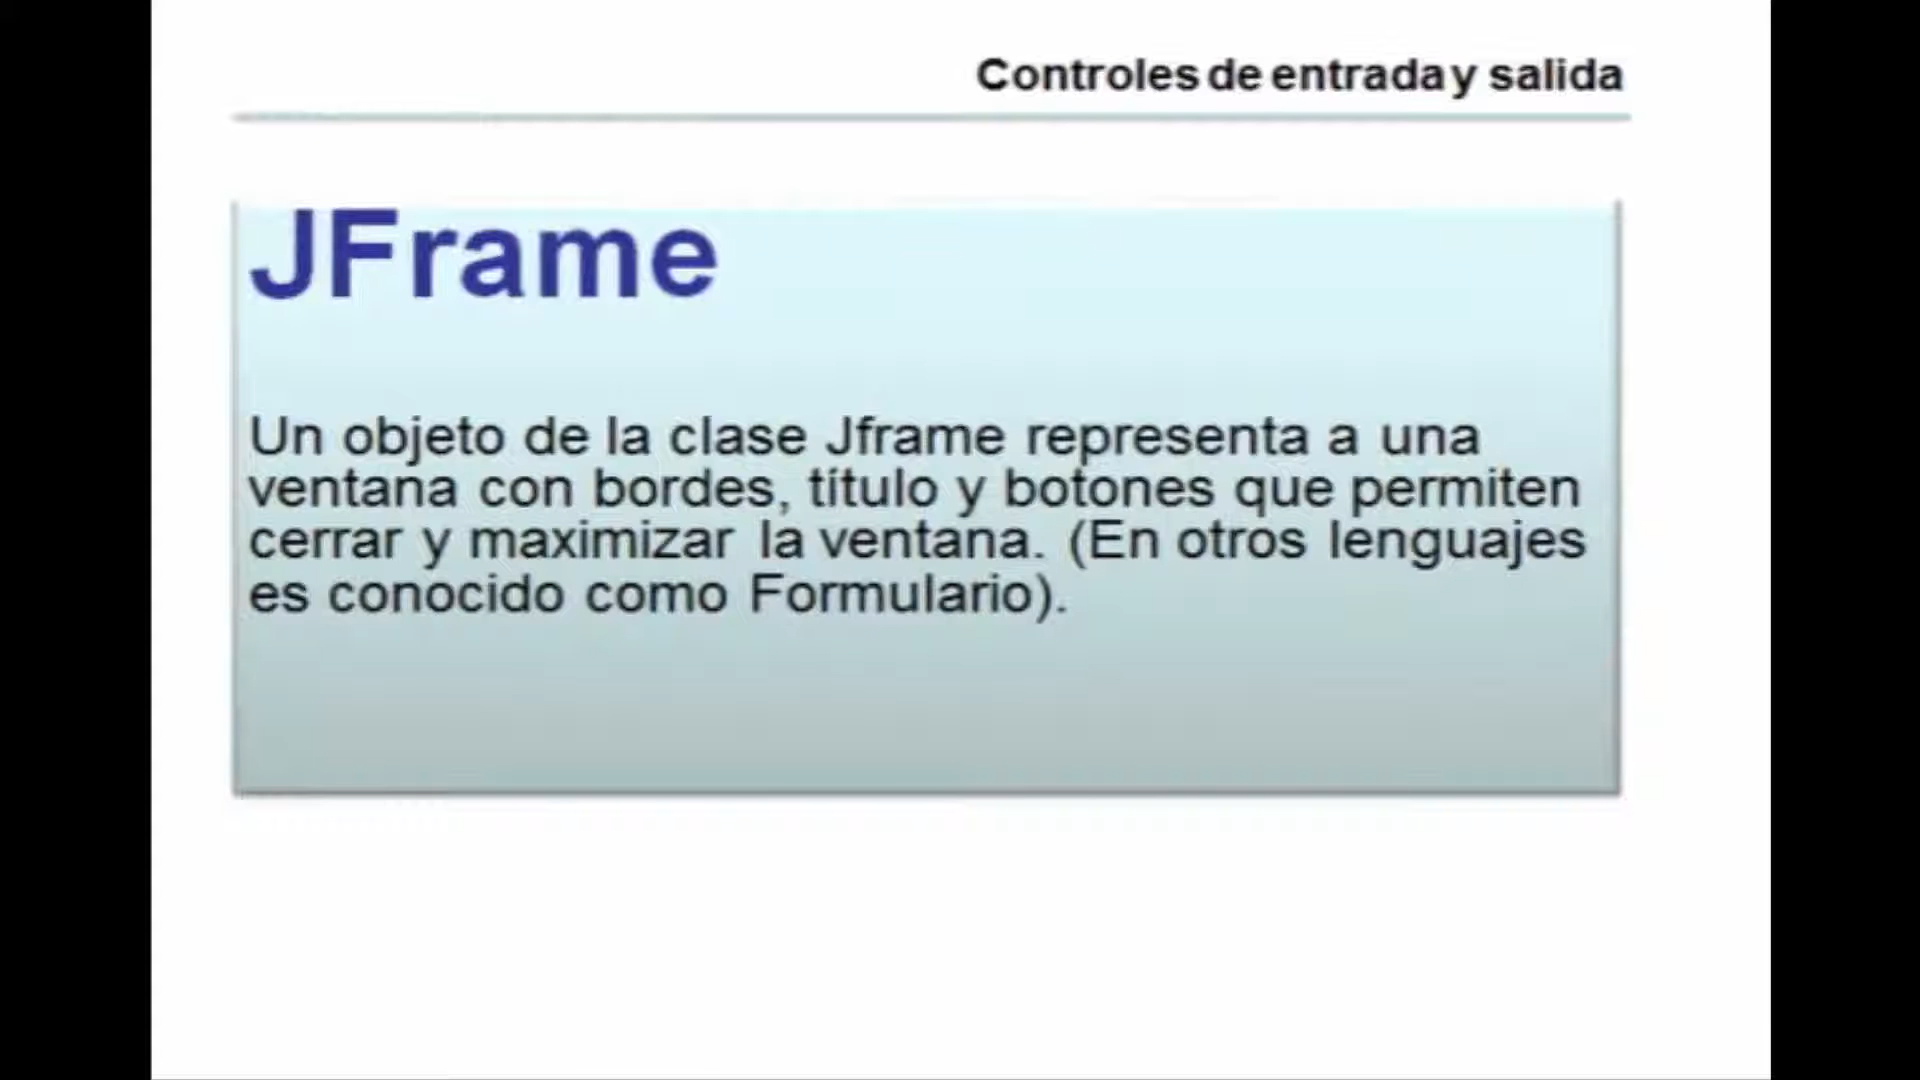 Controles de entrada y salida
JFrame
Un objeto de la clase Jframe representa a una
ventana con bordes, título y botones que permiten
cerrar y maximizar la ventana. (En otros lenguajes
es conocido como Formulario).